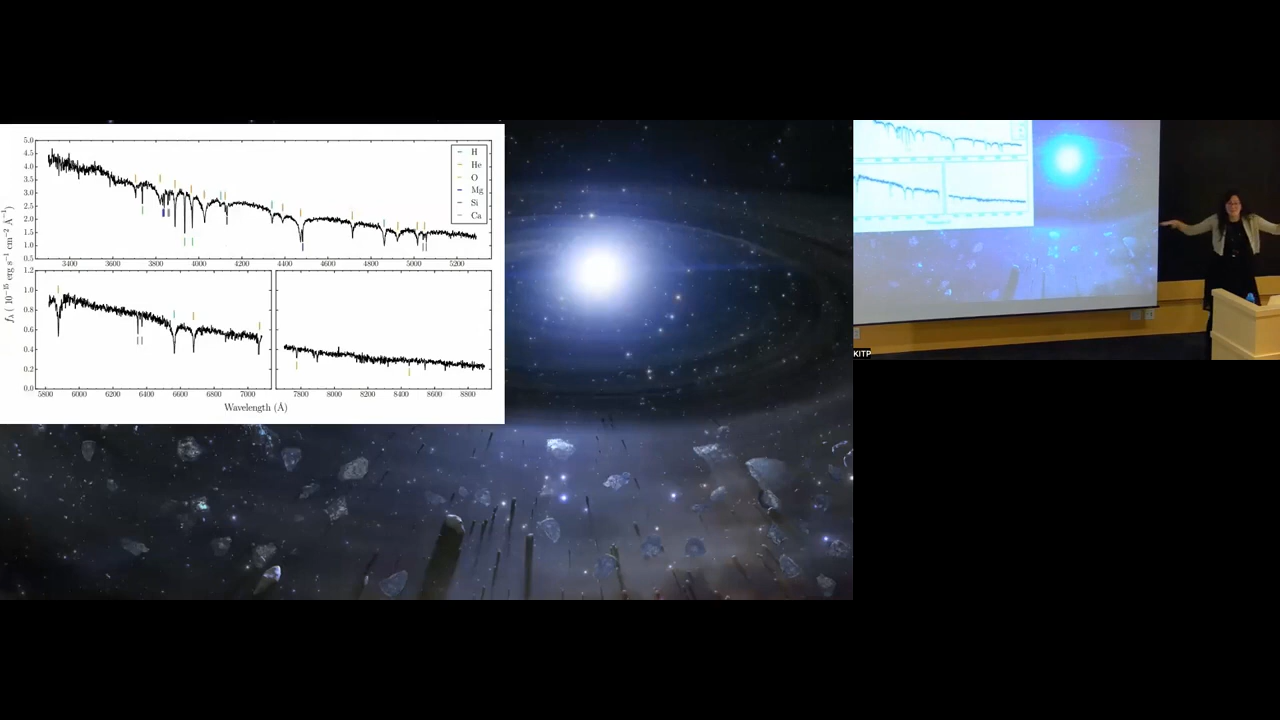 5.0
4.5
4.0
3.5
3.0
2.5
2.0
1.5
1.0
0.5
H
He
O
Mg
Si
Ca
3400 3600 3800 4000 4200 4400 4600 4800 5000 5200
fλ ( 10⁻¹⁵ erg s⁻¹ cm⁻² Å⁻¹)
1.2
1.0
0.8
0.6
0.4
0.2
0.0
5800 6000 6200 6400 6600 6800 7000 7800 8000 8200 8400 8600 8800
Wavelength (Å)
KITP